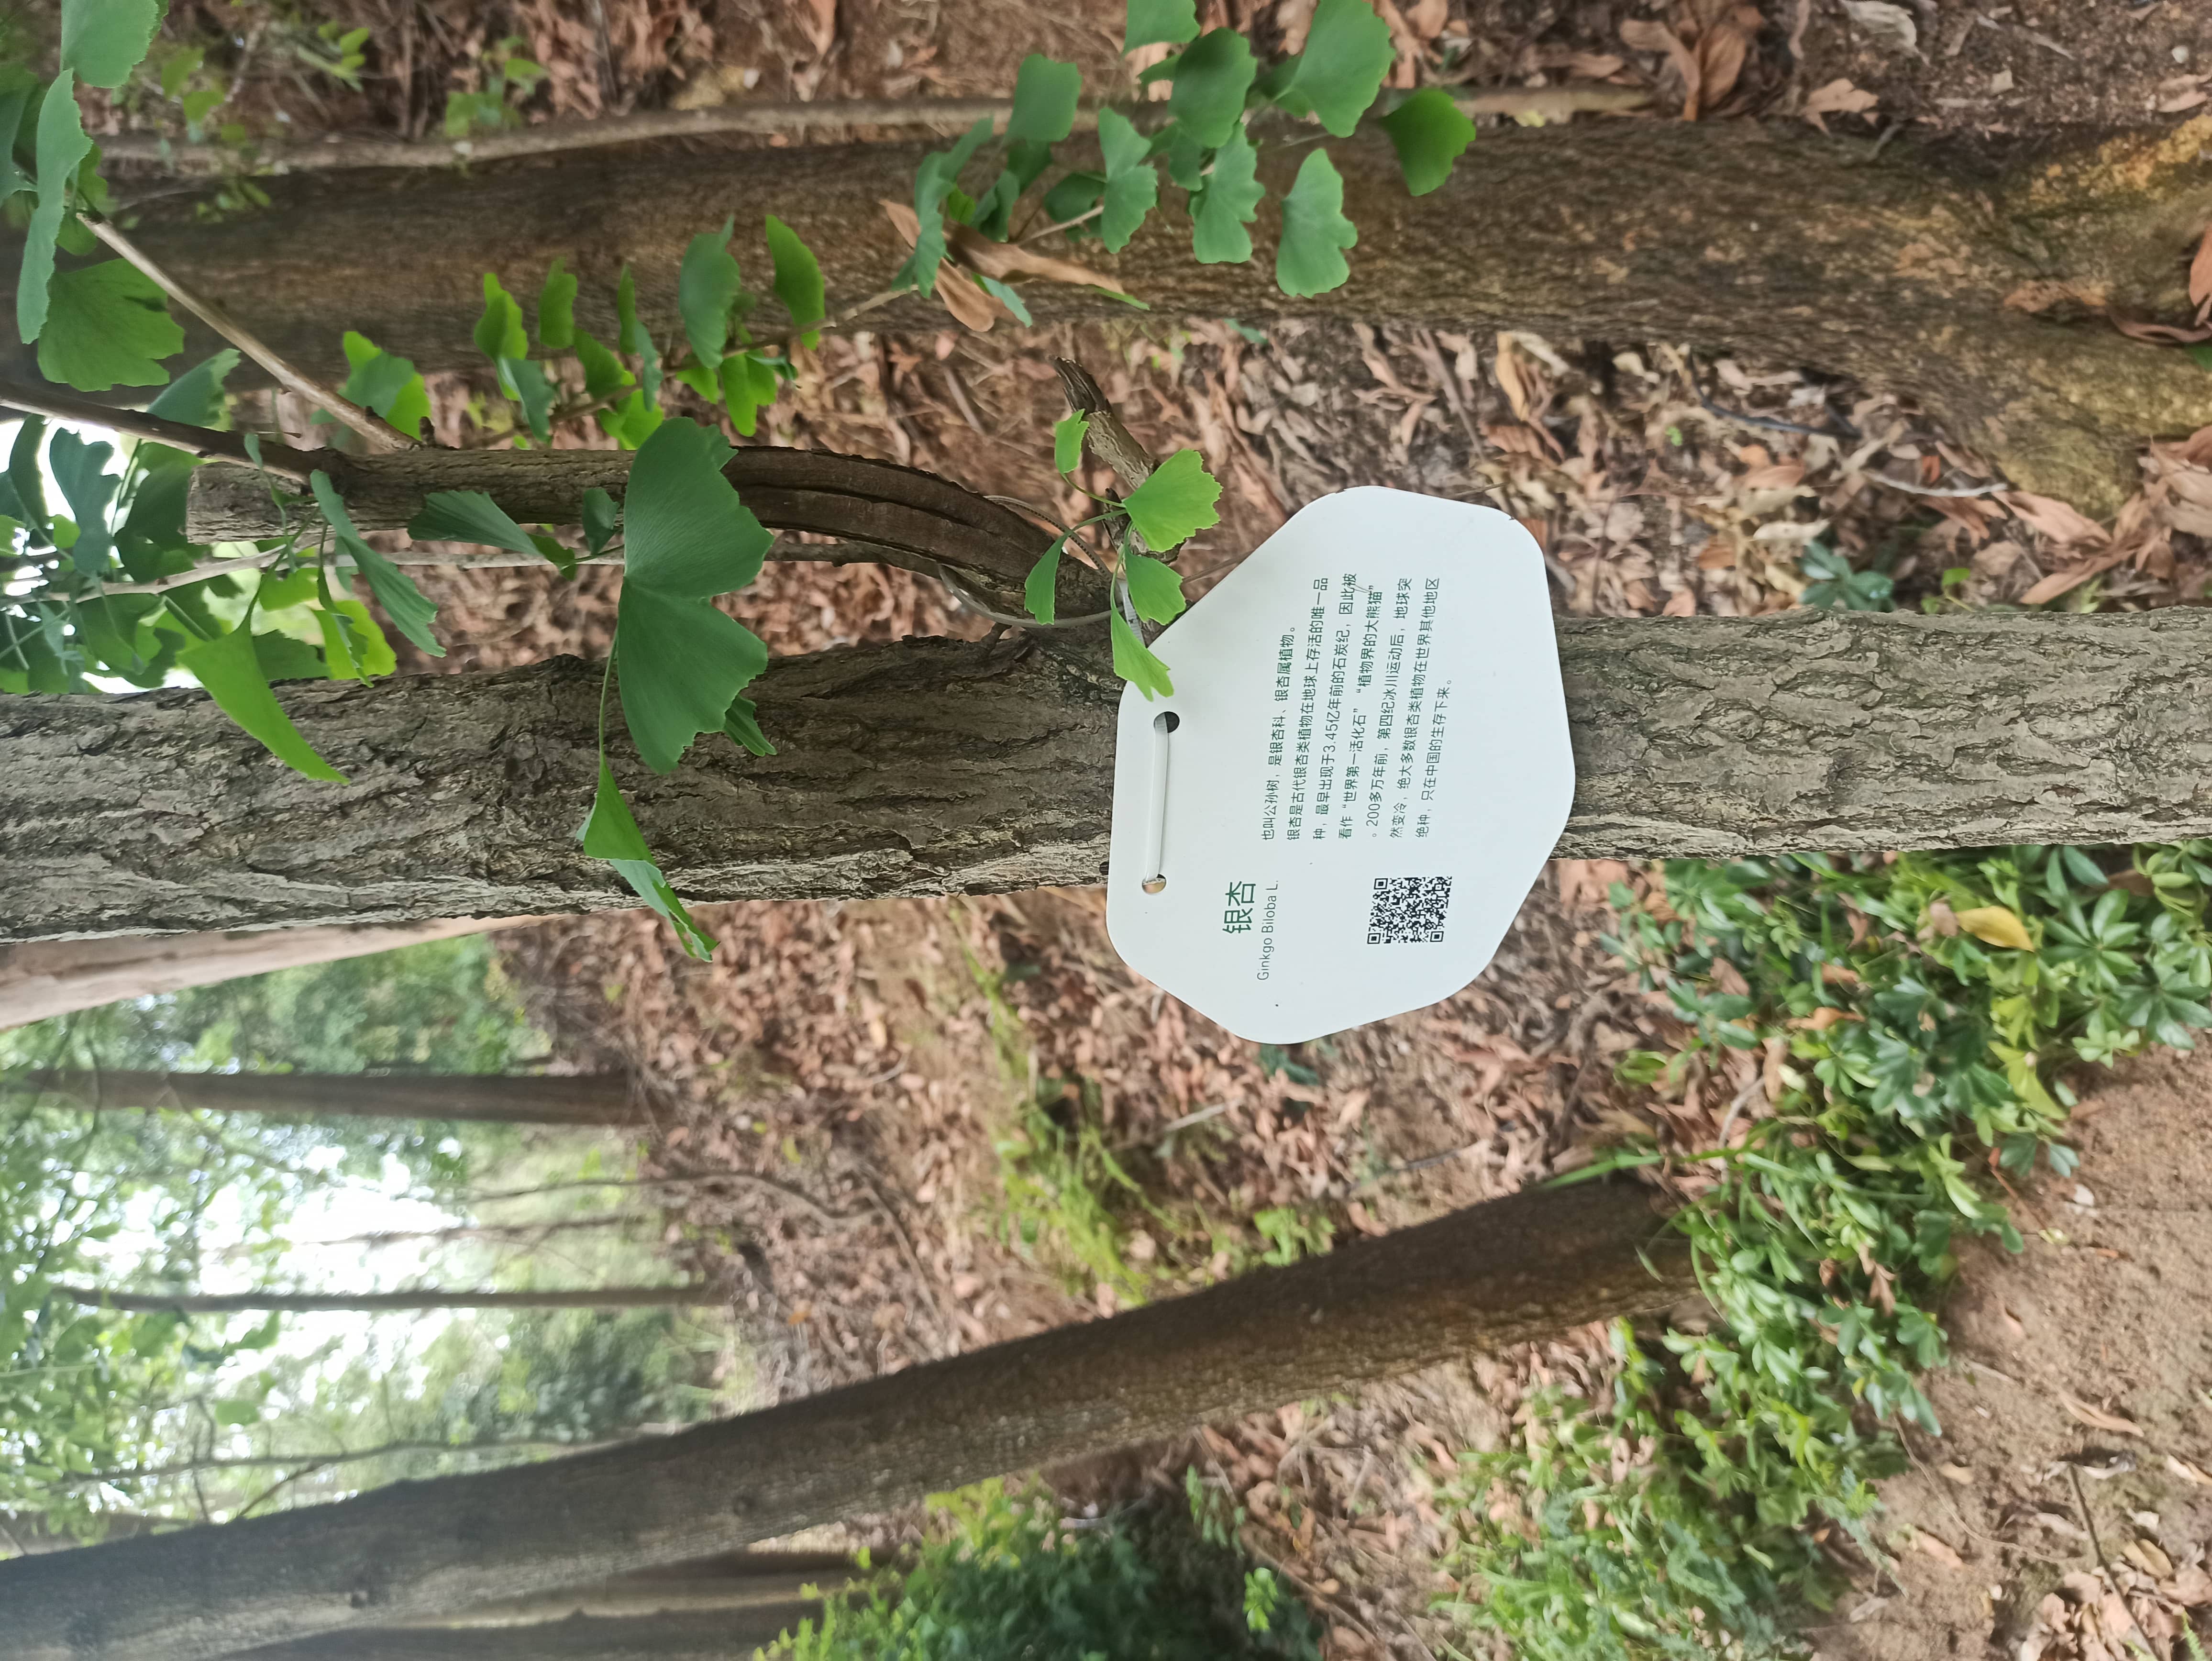 银杏
Ginkgo Biloba L.
也叫公孙树，是银杏科、银杏属植物。
银杏是古代银杏类植物在地球上存活的唯一品
种，最早出现于3.45亿年前的石炭纪，因此被
看作“世界第一活化石”“植物界的大熊猫”
。200多万年前，第四纪冰川运动后，地球突
然变冷，绝大多数银杏类植物在世界其他地区
绝种，只在中国的生存下来。